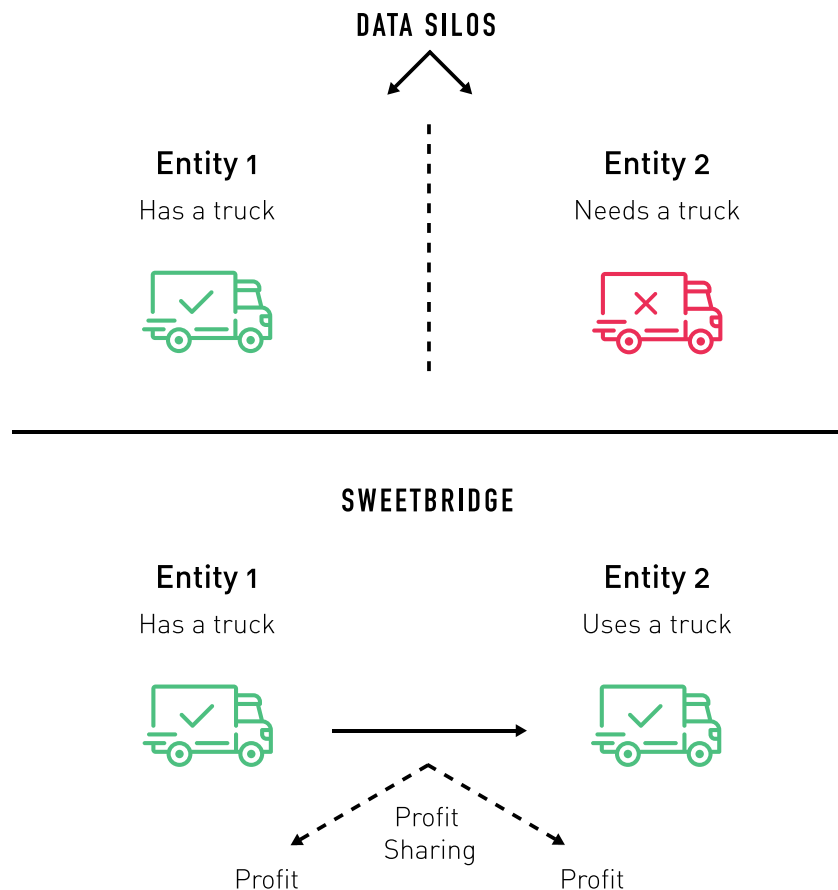 DATA SILOS
Entity 1
Entity 2
Has a truck
Needs a truck
SWEETBRIDGE
Entity 1
Entity 2
Has a truck
Uses a truck
Profit
Sharing
Profit
Profit